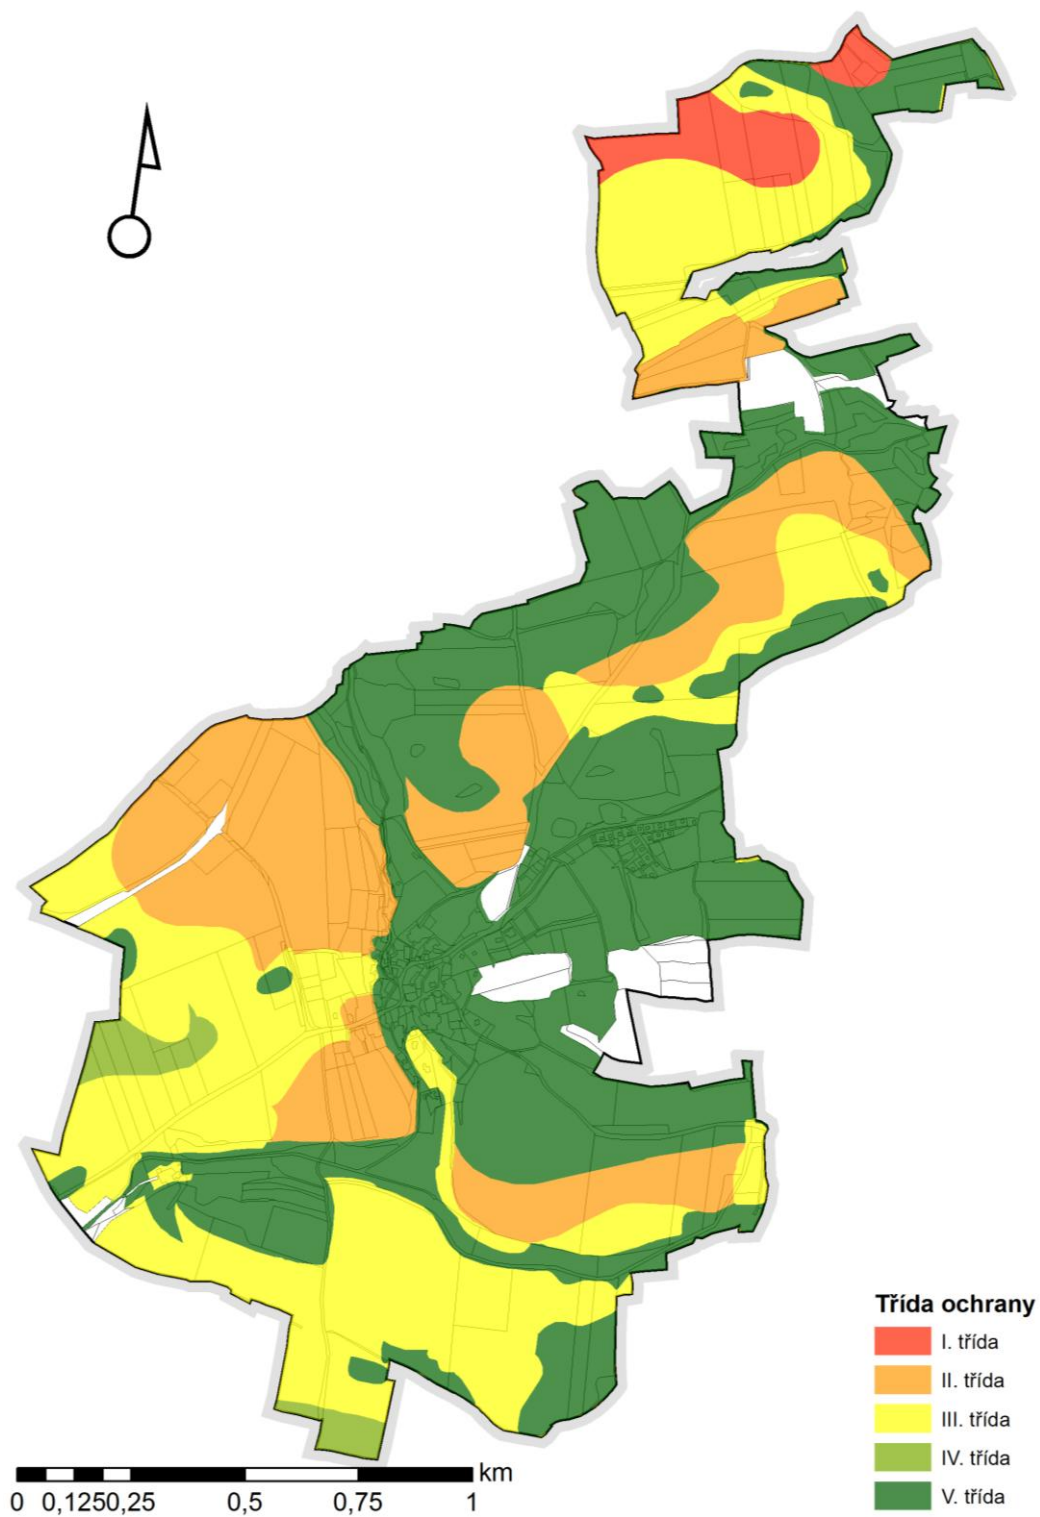 Třída ochrany
I. třída
II. třída
III. třída
IV. třída
V. třída
km
0 0,1250,25 0,5 0,75 1